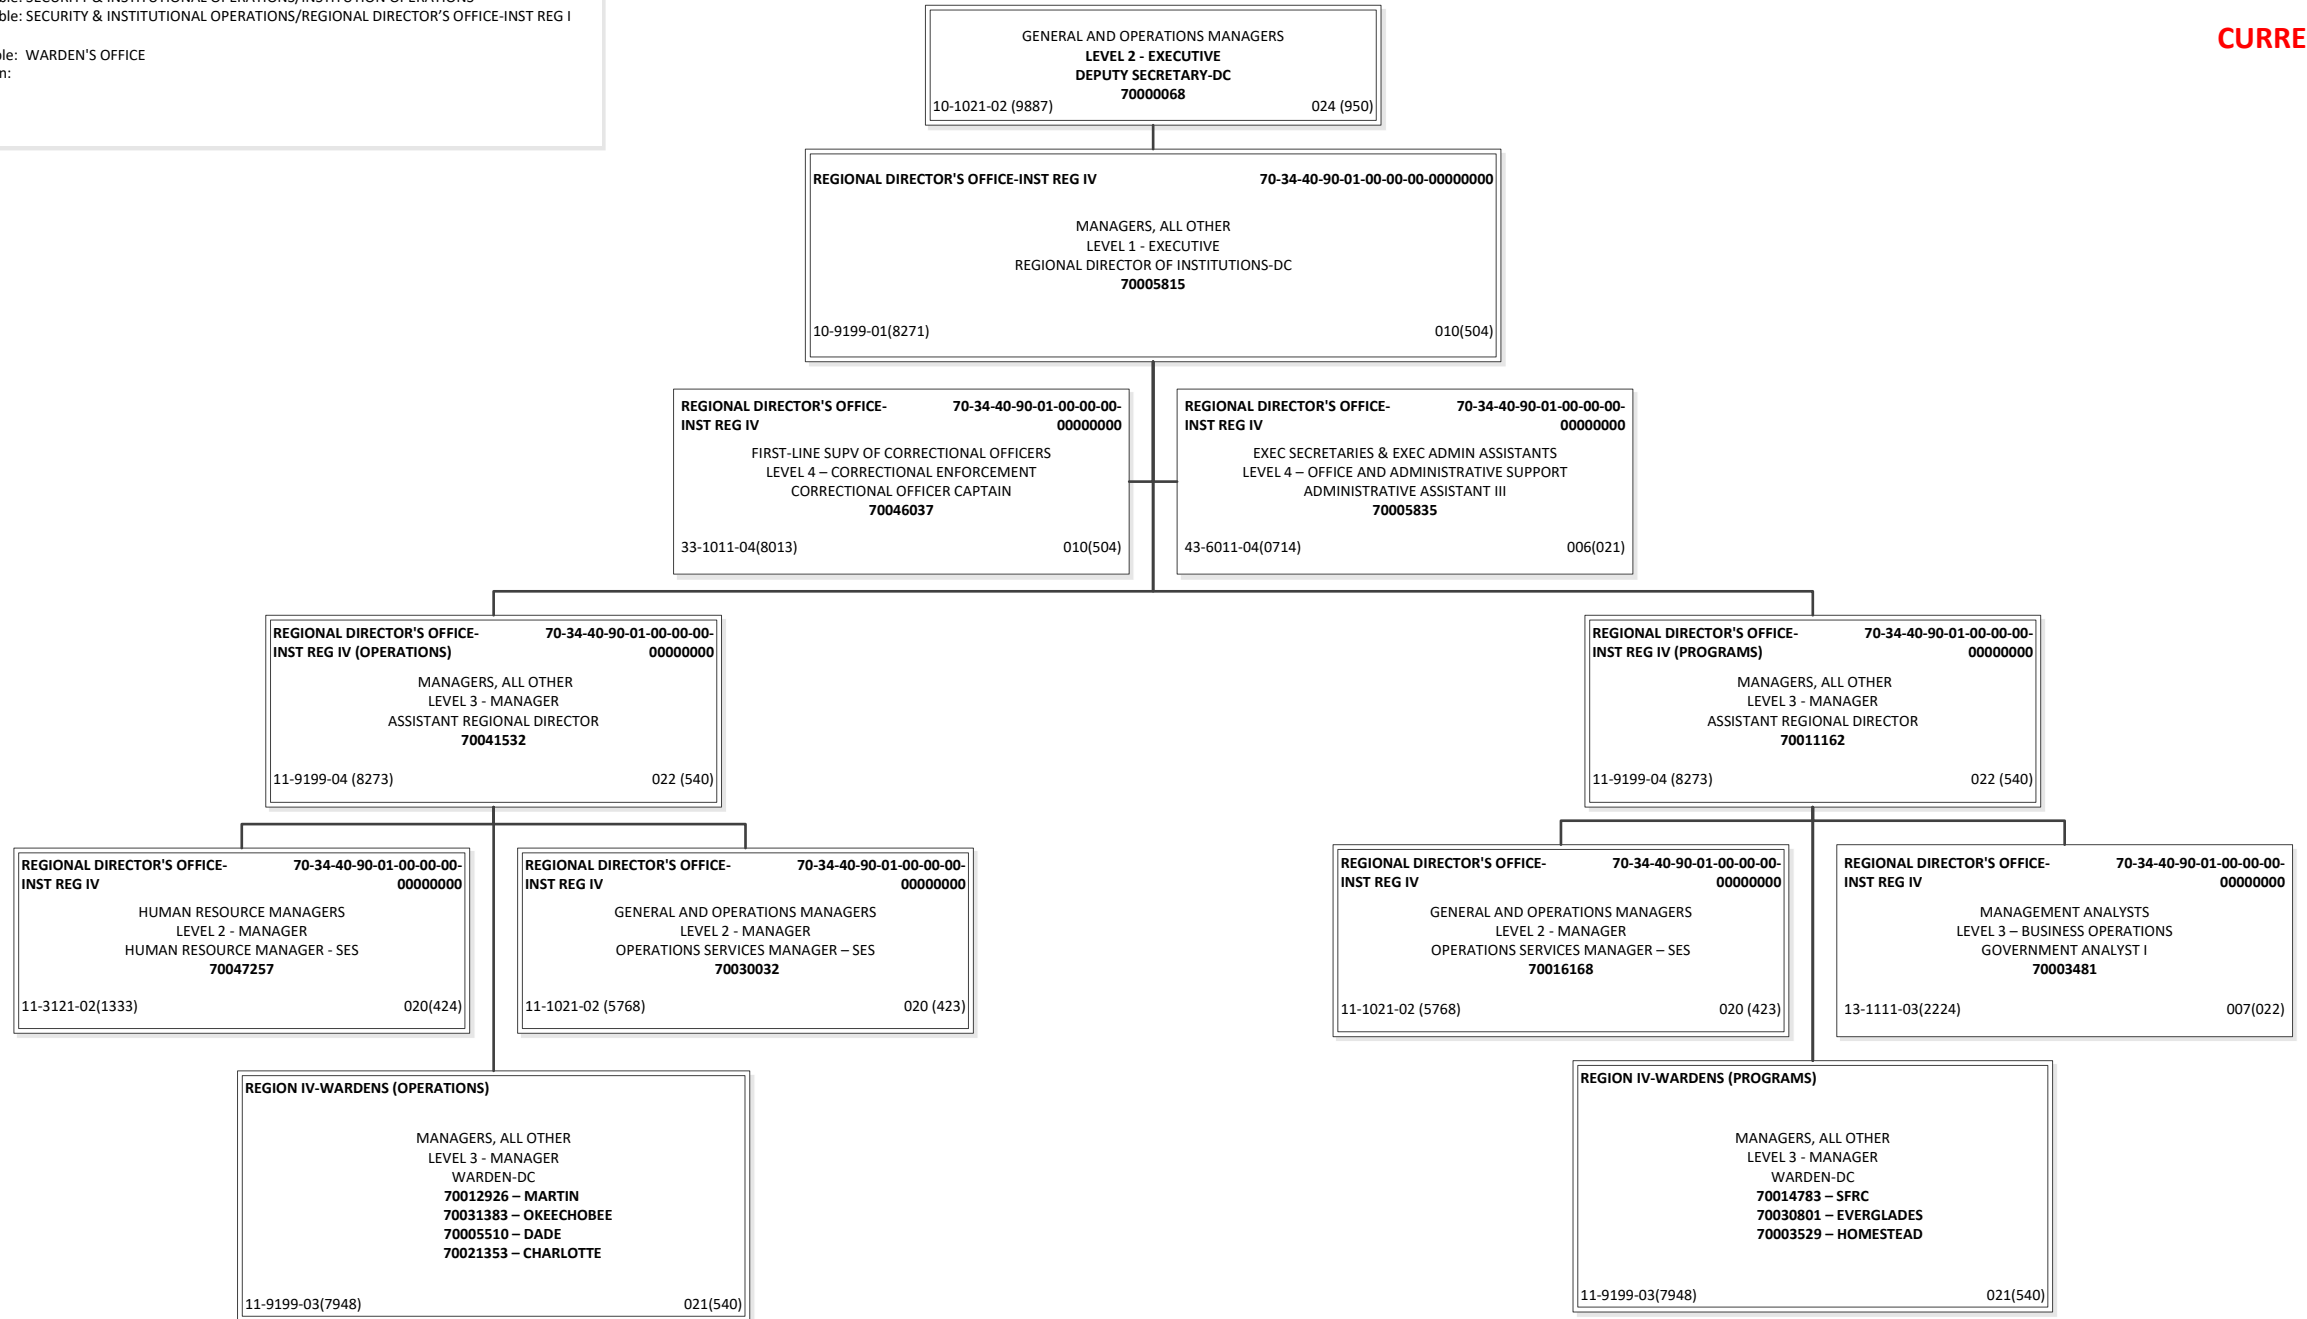 SECURITY & INSTITUTIONAL OPERATIONS/INSTITUTION OPERATIONS
SECURITY & INSTITUTIONAL OPERATIONS/REGIONAL DIRECTOR’S OFFICE-INST REG I
WARDEN'S OFFICE
CURRE
GENERAL AND OPERATIONS MANAGERS
LEVEL 2 - EXECUTIVE
DEPUTY SECRETARY-DC
70000068
10-1021-02 (9887) 024 (950)
REGIONAL DIRECTOR'S OFFICE-INST REG IV 70-34-40-90-01-00-00-00-00000000
MANAGERS, ALL OTHER
LEVEL 1 - EXECUTIVE
REGIONAL DIRECTOR OF INSTITUTIONS-DC
70005815
10-9199-01(8271) 010(504)
REGIONAL DIRECTOR'S OFFICE- 70-34-40-90-01-00-00-00-
INST REG IV 00000000
FIRST-LINE SUPV OF CORRECTIONAL OFFICERS
LEVEL 4 – CORRECTIONAL ENFORCEMENT
CORRECTIONAL OFFICER CAPTAIN
70046037
33-1011-04(8013) 010(504)
REGIONAL DIRECTOR'S OFFICE- 70-34-40-90-01-00-00-00-
INST REG IV 00000000
EXEC SECRETARIES & EXEC ADMIN ASSISTANTS
LEVEL 4 – OFFICE AND ADMINISTRATIVE SUPPORT
ADMINISTRATIVE ASSISTANT III
70005835
43-6011-04(0714) 006(021)
REGIONAL DIRECTOR'S OFFICE- 70-34-40-90-01-00-00-00-
INST REG IV (OPERATIONS) 00000000
MANAGERS, ALL OTHER
LEVEL 3 - MANAGER
ASSISTANT REGIONAL DIRECTOR
70041532
11-9199-04 (8273) 022 (540)
REGIONAL DIRECTOR'S OFFICE- 70-34-40-90-01-00-00-00-
INST REG IV (PROGRAMS) 00000000
MANAGERS, ALL OTHER
LEVEL 3 - MANAGER
ASSISTANT REGIONAL DIRECTOR
70011162
11-9199-04 (8273) 022 (540)
REGIONAL DIRECTOR'S OFFICE- 70-34-40-90-01-00-00-00-
INST REG IV 00000000
HUMAN RESOURCE MANAGERS
LEVEL 2 - MANAGER
HUMAN RESOURCE MANAGER - SES
70047257
11-3121-02(1333) 020(424)
REGIONAL DIRECTOR'S OFFICE- 70-34-40-90-01-00-00-00-
INST REG IV 00000000
GENERAL AND OPERATIONS MANAGERS
LEVEL 2 - MANAGER
OPERATIONS SERVICES MANAGER – SES
70030032
11-1021-02 (5768) 020 (423)
REGIONAL DIRECTOR'S OFFICE- 70-34-40-90-01-00-00-00-
INST REG IV 00000000
GENERAL AND OPERATIONS MANAGERS
LEVEL 2 - MANAGER
OPERATIONS SERVICES MANAGER – SES
70016168
11-1021-02 (5768) 020 (423)
REGIONAL DIRECTOR'S OFFICE- 70-34-40-90-01-00-00-00-
INST REG IV 00000000
MANAGEMENT ANALYSTS
LEVEL 3 – BUSINESS OPERATIONS
GOVERNMENT ANALYST I
70003481
13-1111-03(2224) 007(022)
REGION IV-WARDENS (OPERATIONS)
MANAGERS, ALL OTHER
LEVEL 3 - MANAGER
WARDEN-DC
70012926 – MARTIN
70031383 – OKEECHOBEE
70005510 – DADE
70021353 – CHARLOTTE
11-9199-03(7948) 021(540)
REGION IV-WARDENS (PROGRAMS)
MANAGERS, ALL OTHER
LEVEL 3 - MANAGER
WARDEN-DC
70014783 – SFRC
70030801 – EVERGLADES
70003529 – HOMESTEAD
11-9199-03(7948) 021(540)